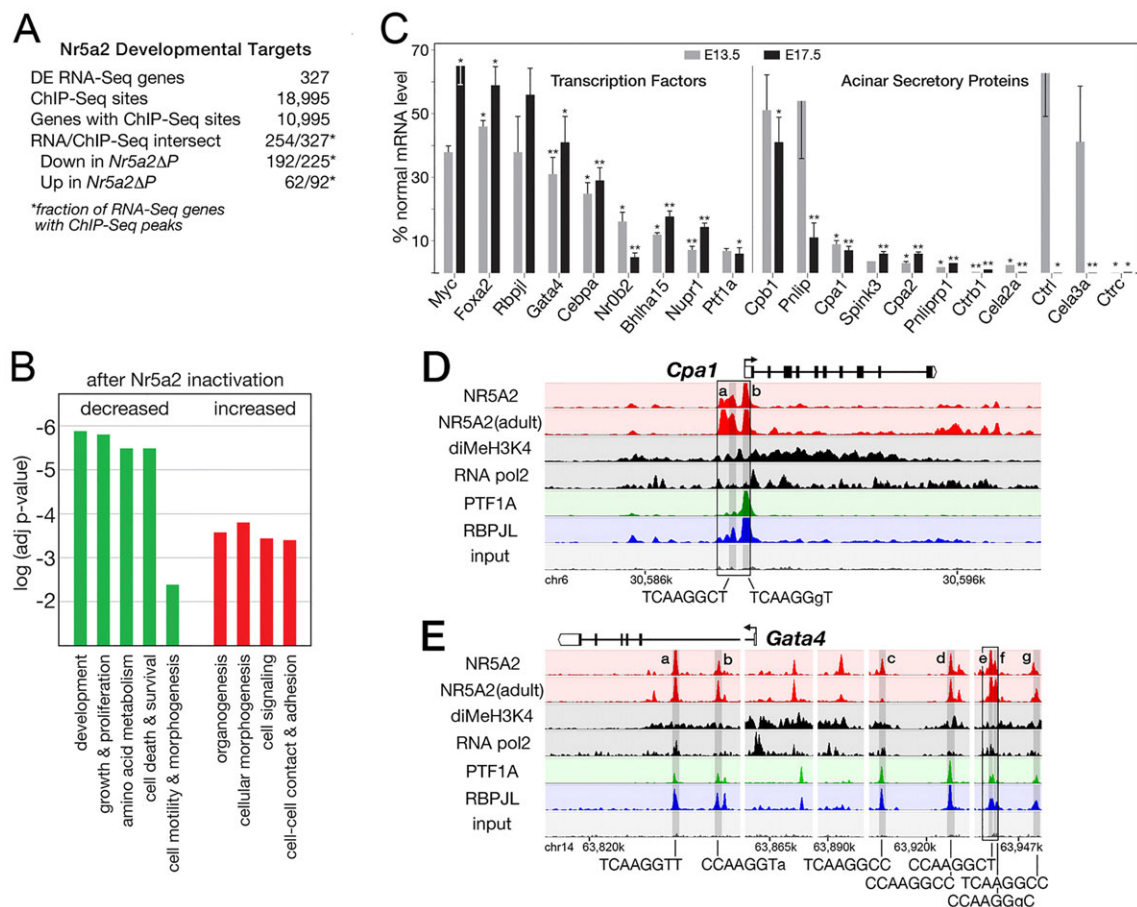 A
Nr5a2 Developmental Targets
DE RNA-Seq genes 327
ChIP-Seq sites 18,995
Genes with ChIP-Seq sites 10,995
RNA/ChIP-Seq intersect 254/327*
Down in Nr5a2ΔP 192/225*
Up in Nr5a2ΔP 62/92*
*fraction of RNA-Seq genes
with ChIP-Seq peaks
C
E13.5 E17.5
Transcription Factors Acinar Secretory Proteins
% normal mRNA level
70
50
30
10
Myc Foxa2 Rbpjl Gata4 Cebpa Nr0b2 Bhlha15 Nupr1 Ptf1a Cpb1 Pnlip Cpa1 Spink3 Cpa2 Pnliprp1 Ctrb1 Cela2a Ctrl Cela3a Ctrc
B
after Nr5a2 inactivation
decreased increased
log (adj p-value)
-6
-5
-4
-3
-2
development
growth & proliferation
amino acid metabolism
cell death & survival
cell motility & morphogenesis
organogenesis
cellular morphogenesis
cell signaling
cell-cell contact & adhesion
D
Cpa1
a b
NR5A2
NR5A2(adult)
diMeH3K4
RNA pol2
PTF1A
RBPJL
input
chr6 30,586k 30,596k
TCAAGGCT TCAAGGgT
E
Gata4
a b c d e f g
NR5A2
NR5A2(adult)
diMeH3K4
RNA pol2
PTF1A
RBPJL
input
chr14 63,820k 63,865k 63,890k 63,920k 63,947k
TCAAGGTT CCAAGGTa TCAAGGCC CCAAGGCT
CCAAGGCC TCAAGGCC
CCAAGGgC